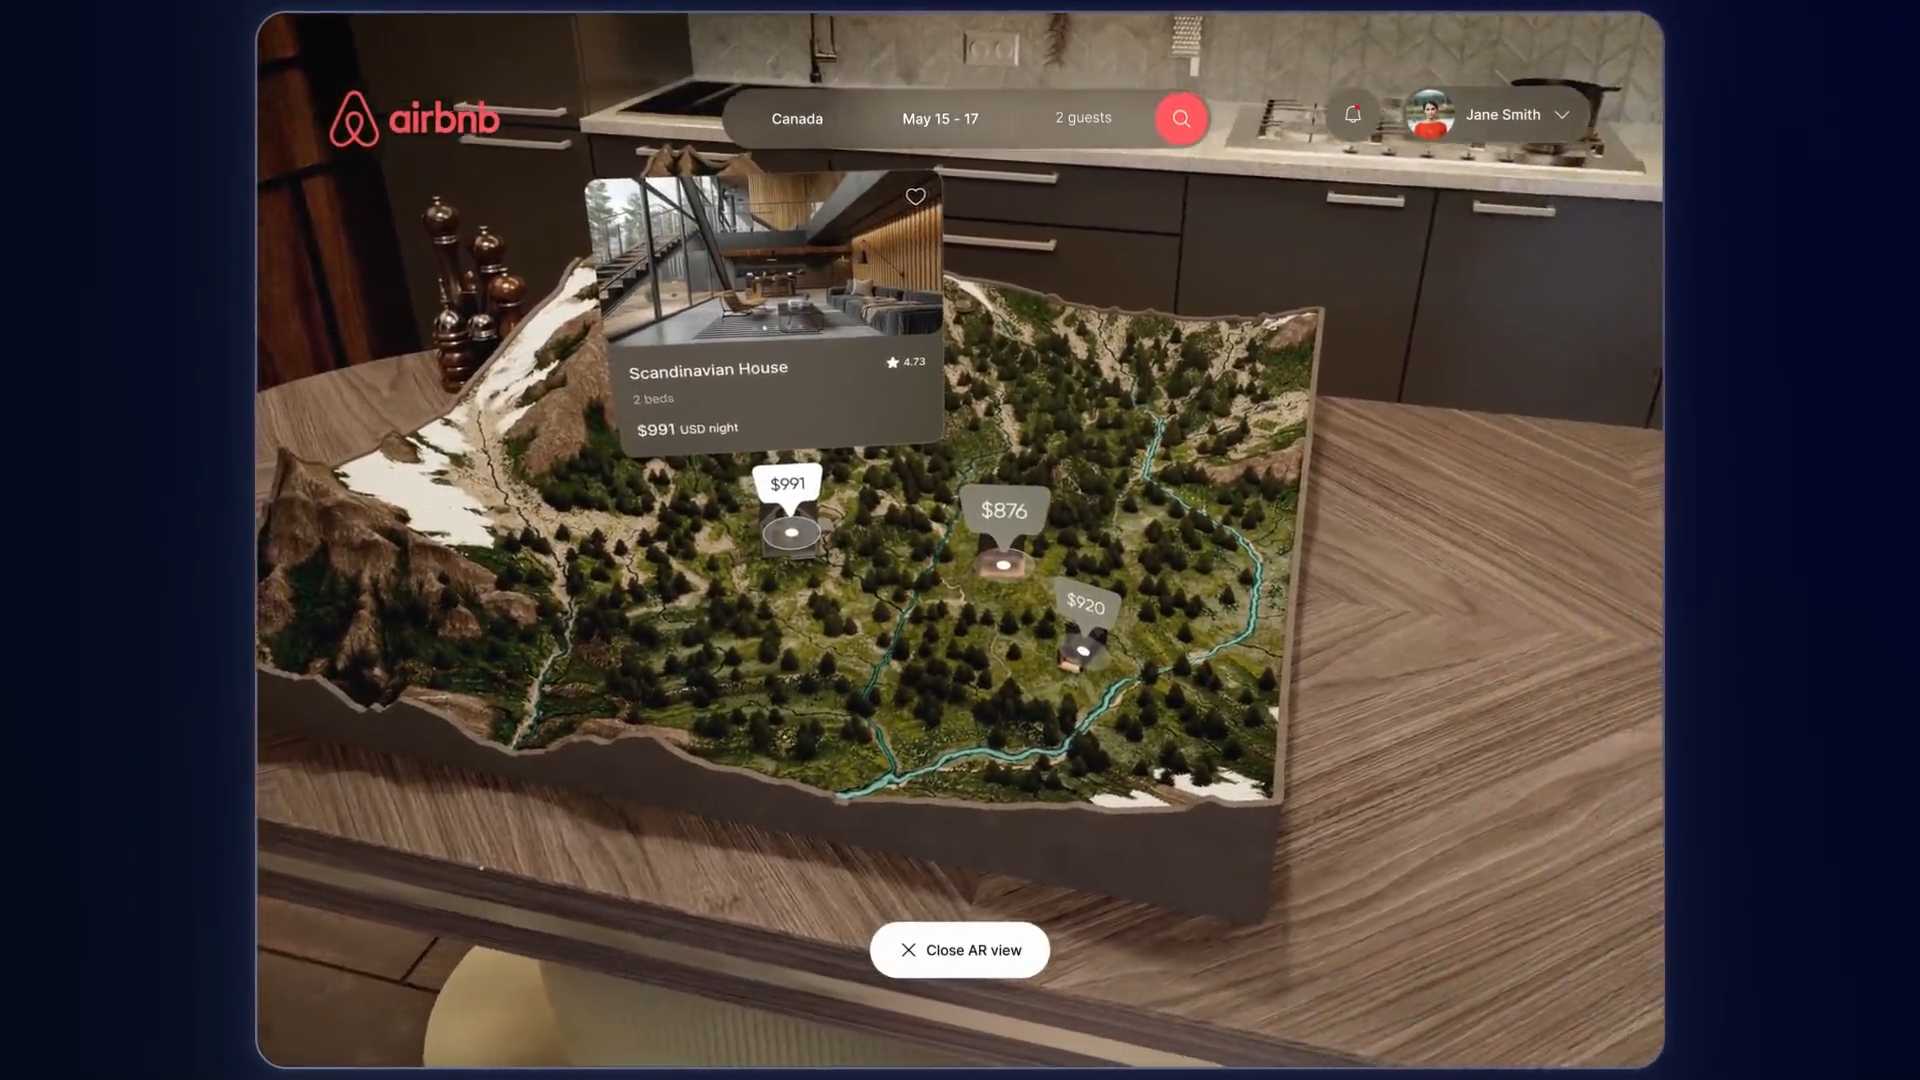 airbnb
Canada
May 15 - 17
2 guests
Jane Smith
Scandinavian House
4.73
2 beds
$991 USD night
$991
$876
$920
Close AR view